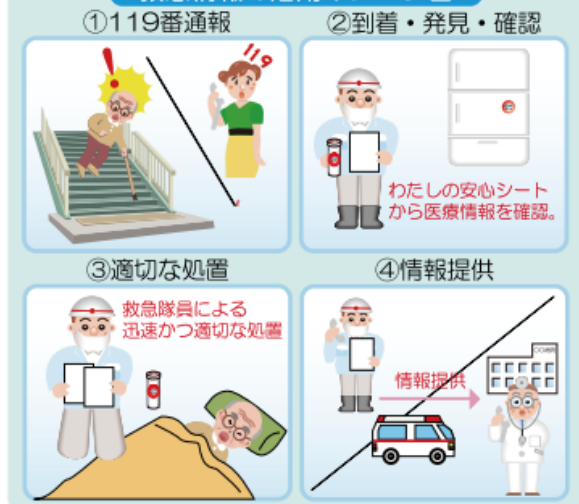 ①119番通報
②到着・発見・確認
119
わたしの安心シート
から医療情報を確認。
③適切な処置
④情報提供
救急隊員による
迅速かつ適切な処置
情報提供